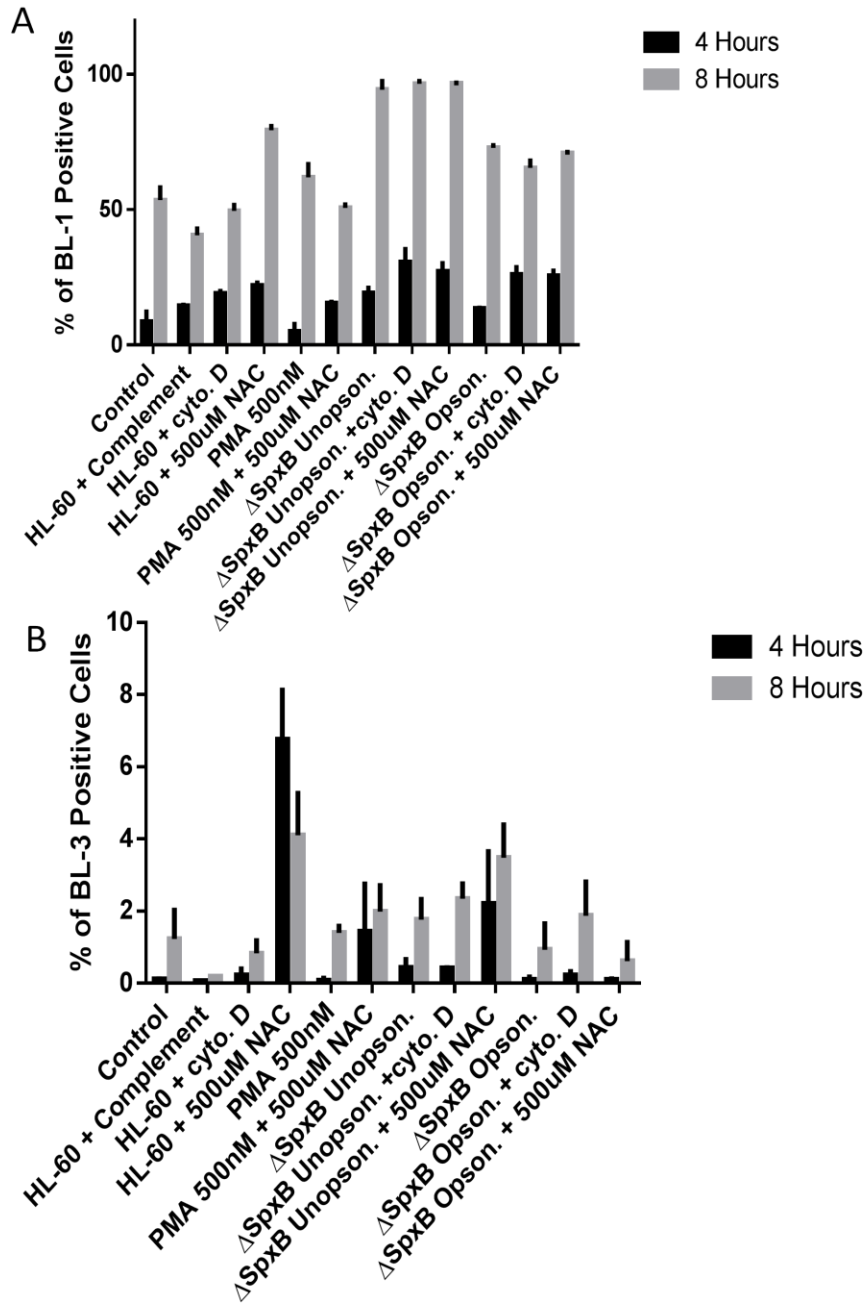 A
4 Hours
8 Hours
% of BL-1 Positive Cells
100
50
0
Control
HL-60 + Complement
HL-60 + cyto. D
HL-60 + 500uM NAC
PMA 500nM
PMA 500nM + 500uM NAC
∆SpxB Unopson.
∆SpxB Unopson. +cyto. D
∆SpxB Unopson. + 500uM NAC
∆SpxB Opson.
∆SpxB Opson. + cyto. D
∆SpxB Opson. + 500uM NAC
B
4 Hours
8 Hours
% of BL-3 Positive Cells
10
8
6
4
2
0
Control
HL-60 + Complement
HL-60 + cyto. D
HL-60 + 500uM NAC
PMA 500nM
PMA 500nM + 500uM NAC
∆SpxB Unopson.
∆SpxB Unopson. +cyto. D
∆SpxB Unopson. + 500uM NAC
∆SpxB Opson.
∆SpxB Opson. + cyto. D
∆SpxB Opson. + 500uM NAC